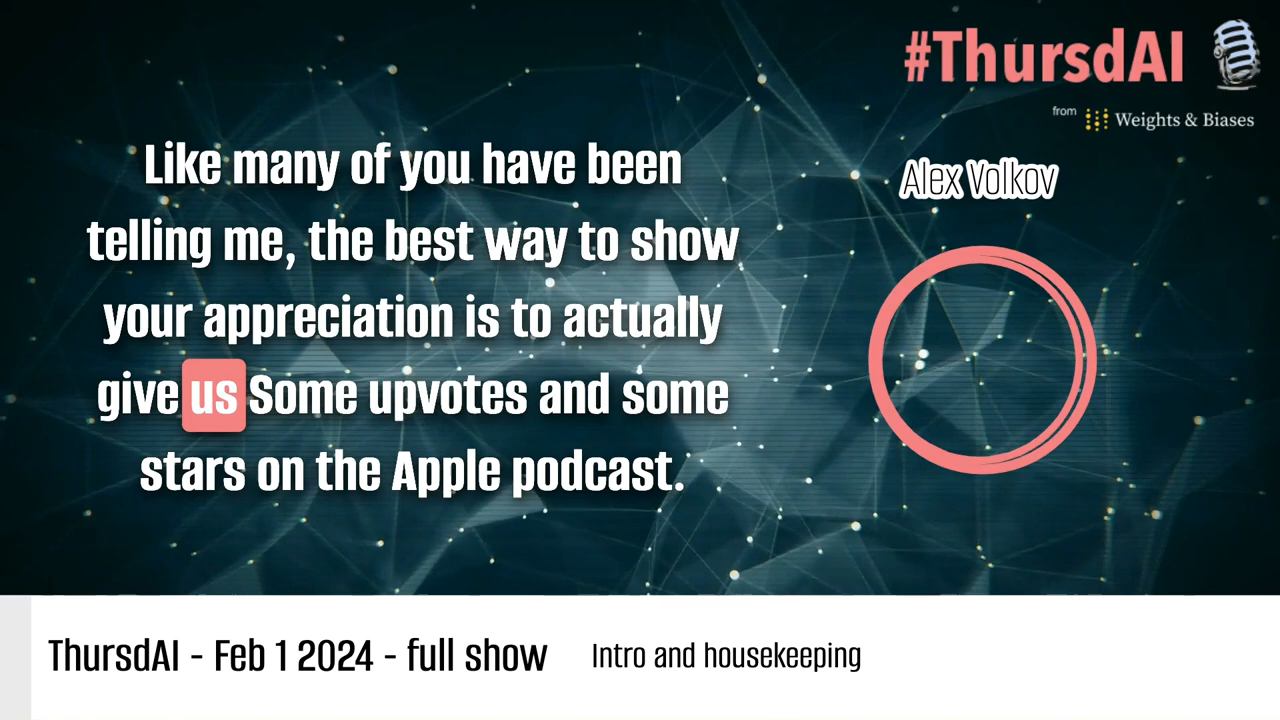 #ThursdAI
from Weights & Biases
Alex Volkov
Like many of you have been
telling me, the best way to show
your appreciation is to actually
give us Some upvotes and some
stars on the Apple podcast.
ThursdAI - Feb 1 2024 - full show
Intro and housekeeping